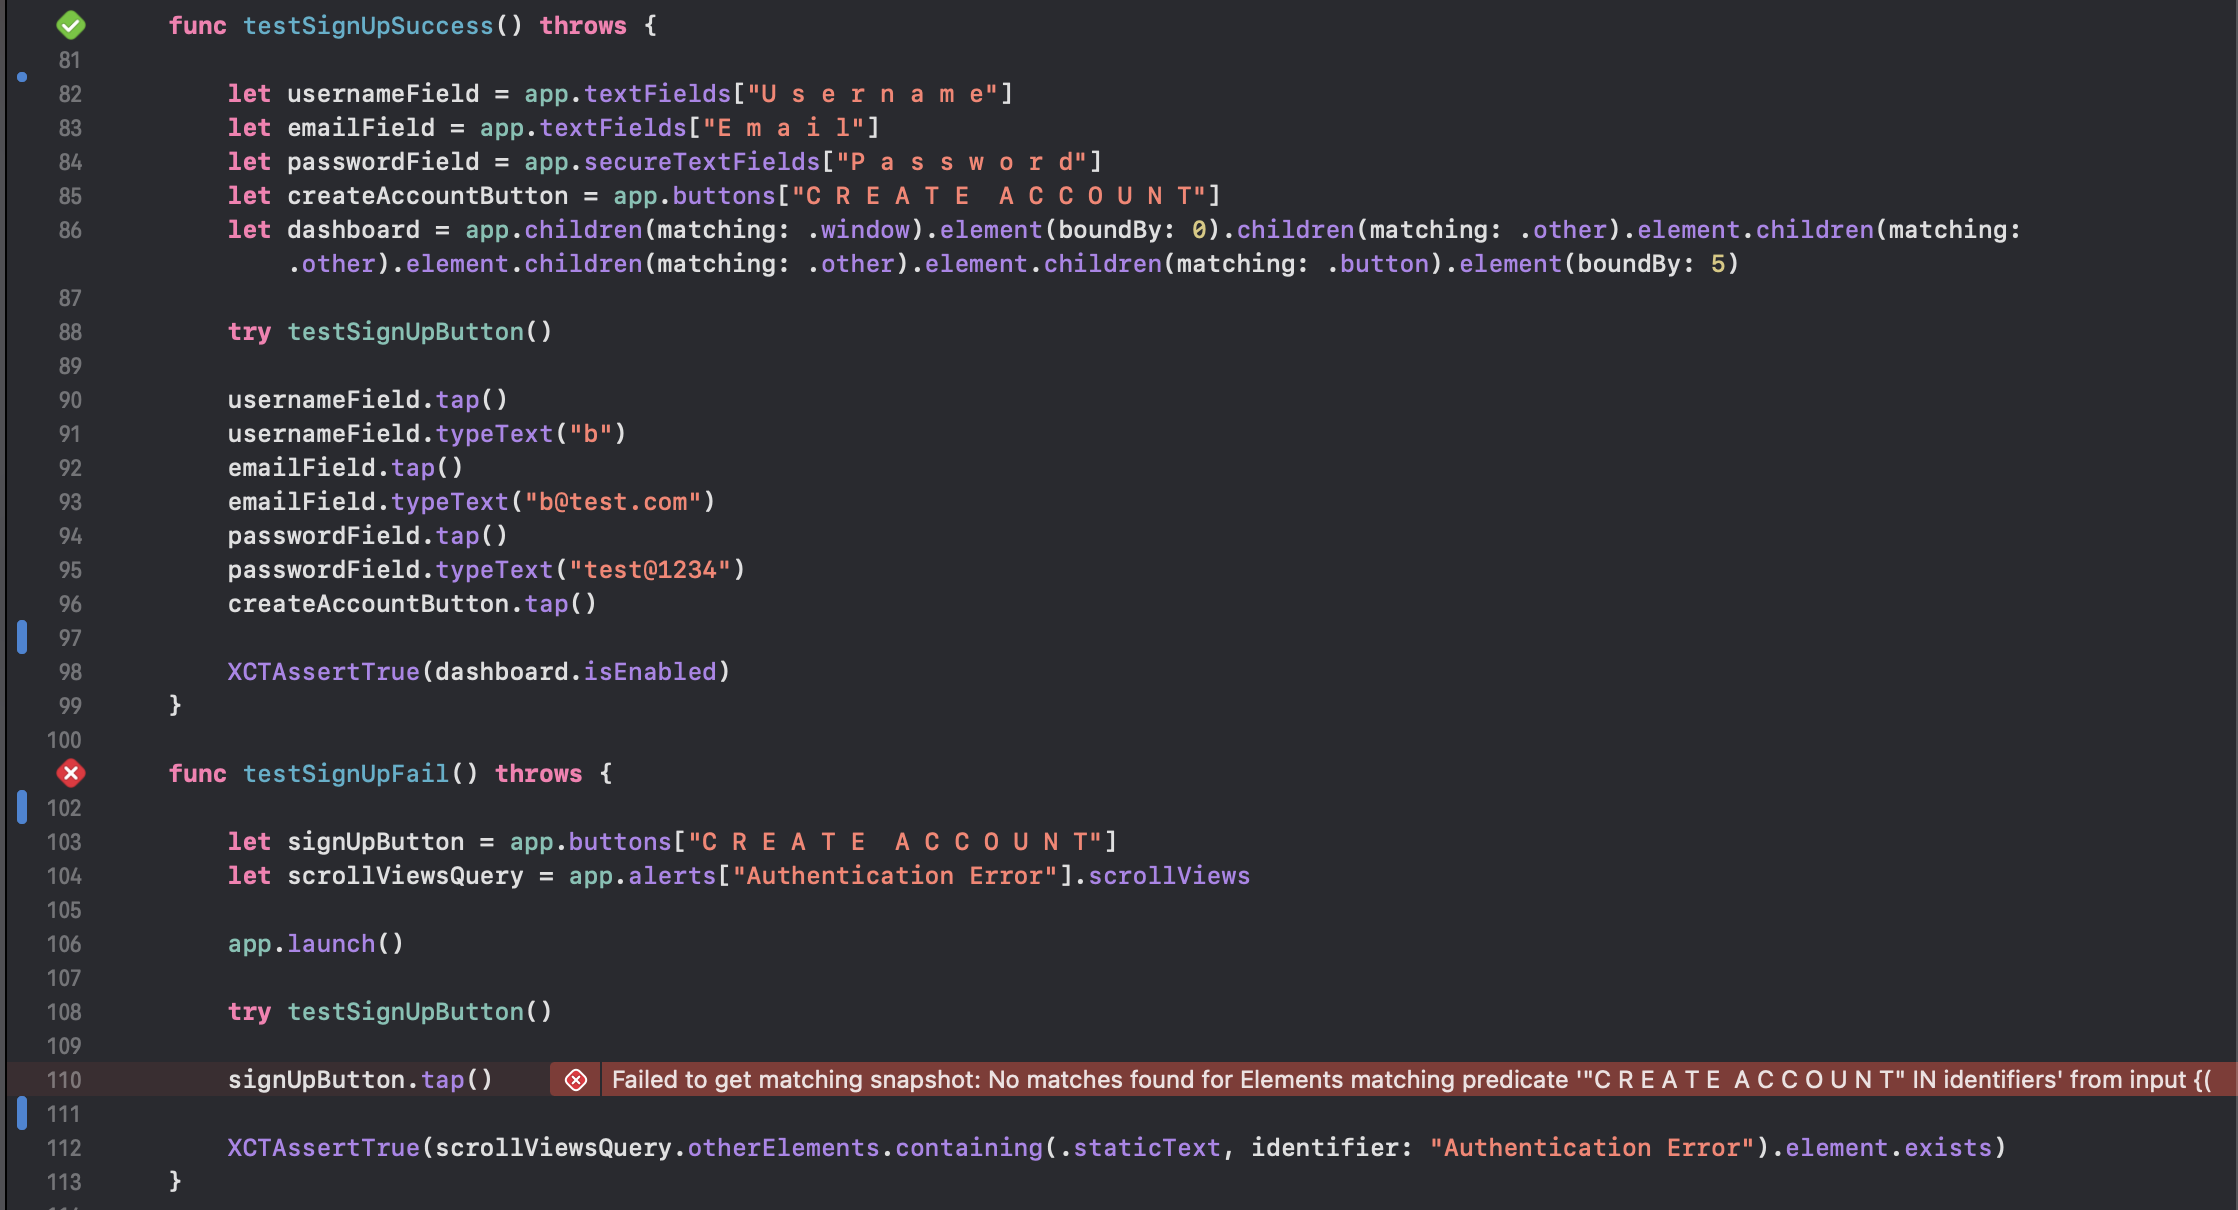 func testSignUpSuccess() throws {
81
82 let usernameField = app.textFields["U s e r n a m e"]
83 let emailField = app.textFields["E m a i l"]
84 let passwordField = app.secureTextFields["P a s s w o r d"]
85 let createAccountButton = app.buttons["C R E A T E  A C C O U N T"]
86 let dashboard = app.children(matching: .window).element(boundBy: 0).children(matching: .other).element.children(matching:
.other).element.children(matching: .other).element.children(matching: .button).element(boundBy: 5)
87
88 try testSignUpButton()
89
90 usernameField.tap()
91 usernameField.typeText("b")
92 emailField.tap()
93 emailField.typeText("b@test.com")
94 passwordField.tap()
95 passwordField.typeText("test@1234")
96 createAccountButton.tap()
97
98 XCTAssertTrue(dashboard.isEnabled)
99 }
100
func testSignUpFail() throws {
102
103 let signUpButton = app.buttons["C R E A T E  A C C O U N T"]
104 let scrollViewsQuery = app.alerts["Authentication Error"].scrollViews
105
106 app.launch()
107
108 try testSignUpButton()
109
110 signUpButton.tap() Failed to get matching snapshot: No matches found for Elements matching predicate '"C R E A T E  A C C O U N T" IN identifiers' from input {(
111
112 XCTAssertTrue(scrollViewsQuery.otherElements.containing(.staticText, identifier: "Authentication Error").element.exists)
113 }